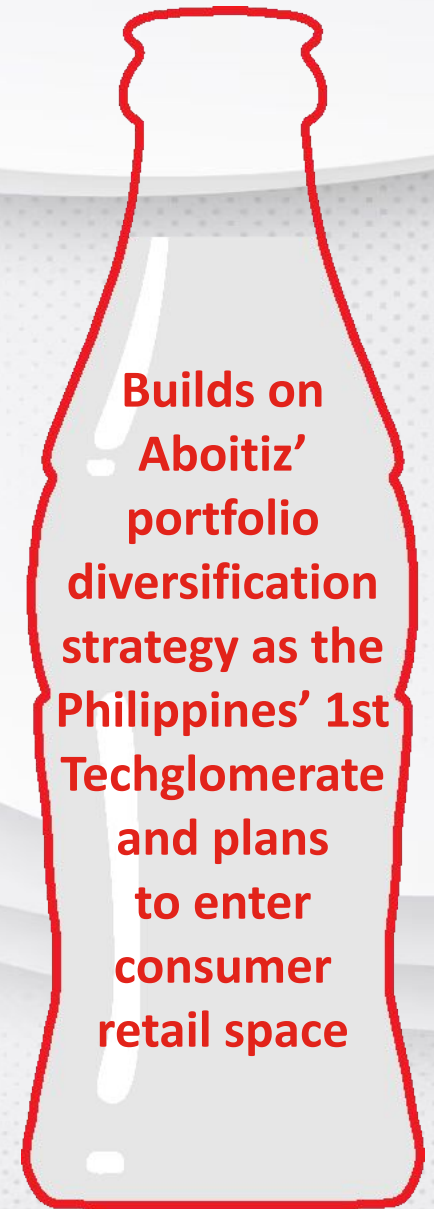 Builds on
Aboitiz’
portfolio
diversification
strategy as the
Philippines’ 1st
Techglomerate
and plans
to enter
consumer
retail space